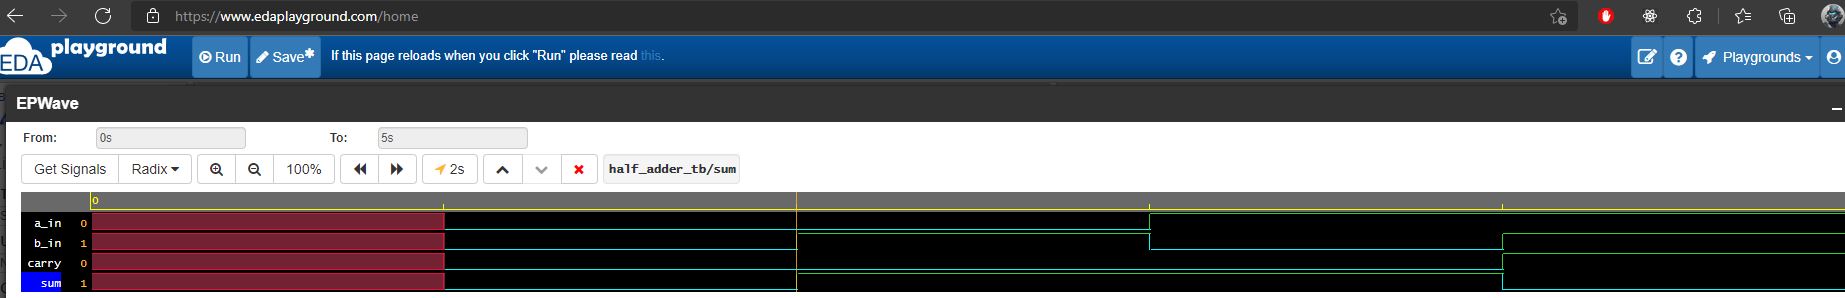 https://www.edaplayground.com/home
EDA playground Run Save* If this page reloads when you click "Run" please read this. Playgrounds
EPWave
From: 0s To: 5s
Get Signals Radix 100% 2s half_adder_tb/sum
0
a_in 0
b_in 1
carry 0
sum 1